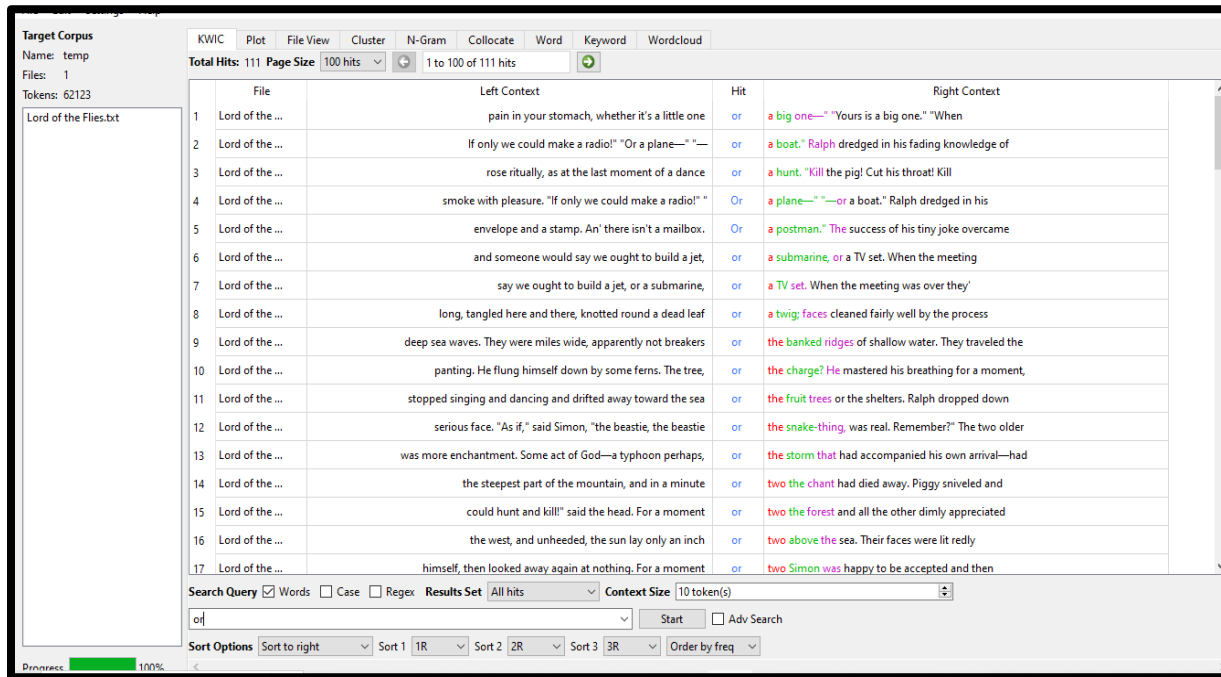 File Edit Settings Help
Target Corpus
Name: temp
Files: 1
Tokens: 62123
Lord of the Flies.txt
Progress 100%
KWIC Plot File View Cluster N-Gram Collocate Word Keyword Wordcloud
Total Hits: 111 Page Size 100 hits 1 to 100 of 111 hits
File Left Context Hit Right Context
1 Lord of the ... pain in your stomach, whether it's a little one or a big one—" "Yours is a big one." "When
2 Lord of the ... If only we could make a radio!" "Or a plane—" "— or a boat." Ralph dredged in his fading knowledge of
3 Lord of the ... rose ritually, as at the last moment of a dance or a hunt. "Kill the pig! Cut his throat! Kill
4 Lord of the ... smoke with pleasure. "If only we could make a radio!" " Or a plane—" "—or a boat." Ralph dredged in his
5 Lord of the ... envelope and a stamp. An' there isn't a mailbox. Or a postman." The success of his tiny joke overcame
6 Lord of the ... and someone would say we ought to build a jet, or a submarine, or a TV set. When the meeting
7 Lord of the ... say we ought to build a jet, or a submarine, or a TV set. When the meeting was over they'
8 Lord of the ... long, tangled here and there, knotted round a dead leaf or a twig; faces cleaned fairly well by the process
9 Lord of the ... deep sea waves. They were miles wide, apparently not breakers or the banked ridges of shallow water. They traveled the
10 Lord of the ... panting. He flung himself down by some ferns. The tree, or the charge? He mastered his breathing for a moment,
11 Lord of the ... stopped singing and dancing and drifted away toward the sea or the fruit trees or the shelters. Ralph dropped down
12 Lord of the ... serious face. "As if," said Simon, "the beastie, the beastie or the snake-thing, was real. Remember?" The two older
13 Lord of the ... was more enchantment. Some act of God—a typhoon perhaps, or the storm that had accompanied his own arrival—had
14 Lord of the ... the steepest part of the mountain, and in a minute or two the chant had died away. Piggy sniveled and
15 Lord of the ... could hunt and kill!" said the head. For a moment or two the forest and all the other dimly appreciated
16 Lord of the ... the west, and unheeded, the sun lay only an inch or two above the sea. Their faces were lit redly
17 Lord of the ... himself, then looked away again at nothing. For a moment or two Simon was happy to be accepted and then
Search Query Words Case Regex Results Set All hits Context Size 10 token(s)
or Start Adv Search
Sort Options Sort to right Sort 1 1R Sort 2 2R Sort 3 3R Order by freq